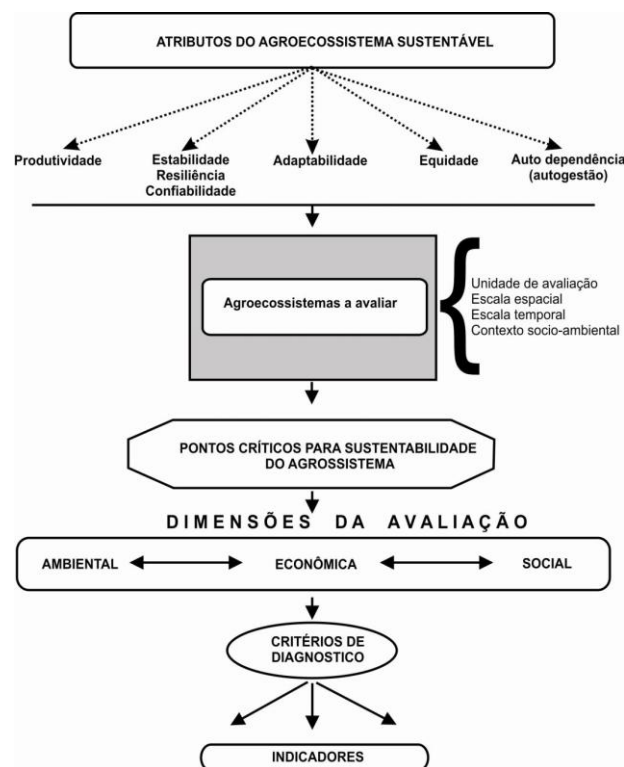 ATRIBUTOS DO AGROECOSSISTEMA SUSTENTÁVEL
Produtividade
Estabilidade
Resiliência
Confiabilidade
Adaptabilidade
Equidade
Auto dependência
(autogestão)
Agroecossistemas a avaliar
Unidade de avaliação
Escala espacial
Escala temporal
Contexto socio-ambiental
PONTOS CRÍTICOS PARA SUSTENTABILIDADE
DO AGROSSISTEMA
DIMENSÕES DA AVALIAÇÃO
AMBIENTAL
ECONÔMICA
SOCIAL
CRITÉRIOS DE
DIAGNOSTICO
INDICADORES